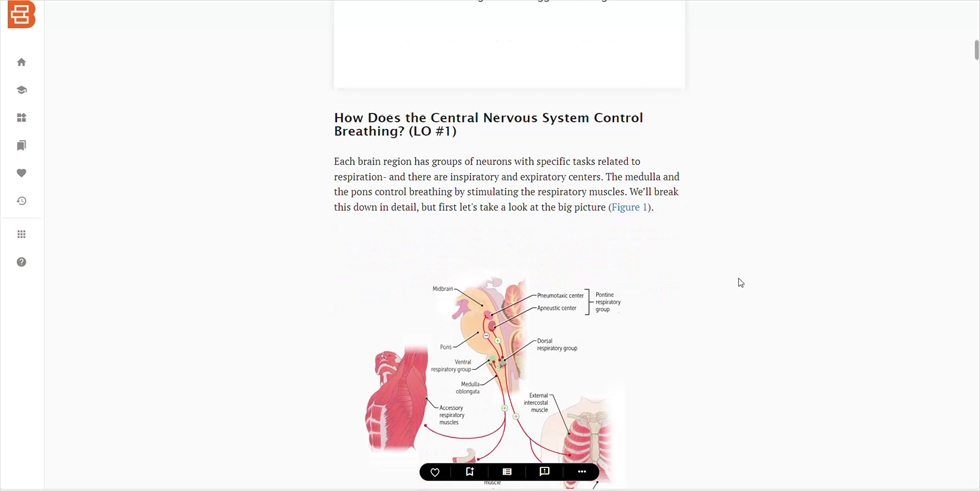 How Does the Central Nervous System Control
Breathing? (LO #1)
Each brain region has groups of neurons with specific tasks related to
respiration- and there are inspiratory and expiratory centers. The medulla and
the pons control breathing by stimulating the respiratory muscles. We'll break
this down in detail, but first let's take a look at the big picture (Figure 1).
Midbrain
Pneumotaxic center
Apneustic center
Pontine
respiratory
group
Pons
Dorsal
respiratory group
Ventral
respiratory group
Medulla
oblongata
External
intercostal
muscle
Accessory
respiratory
muscles
muscle